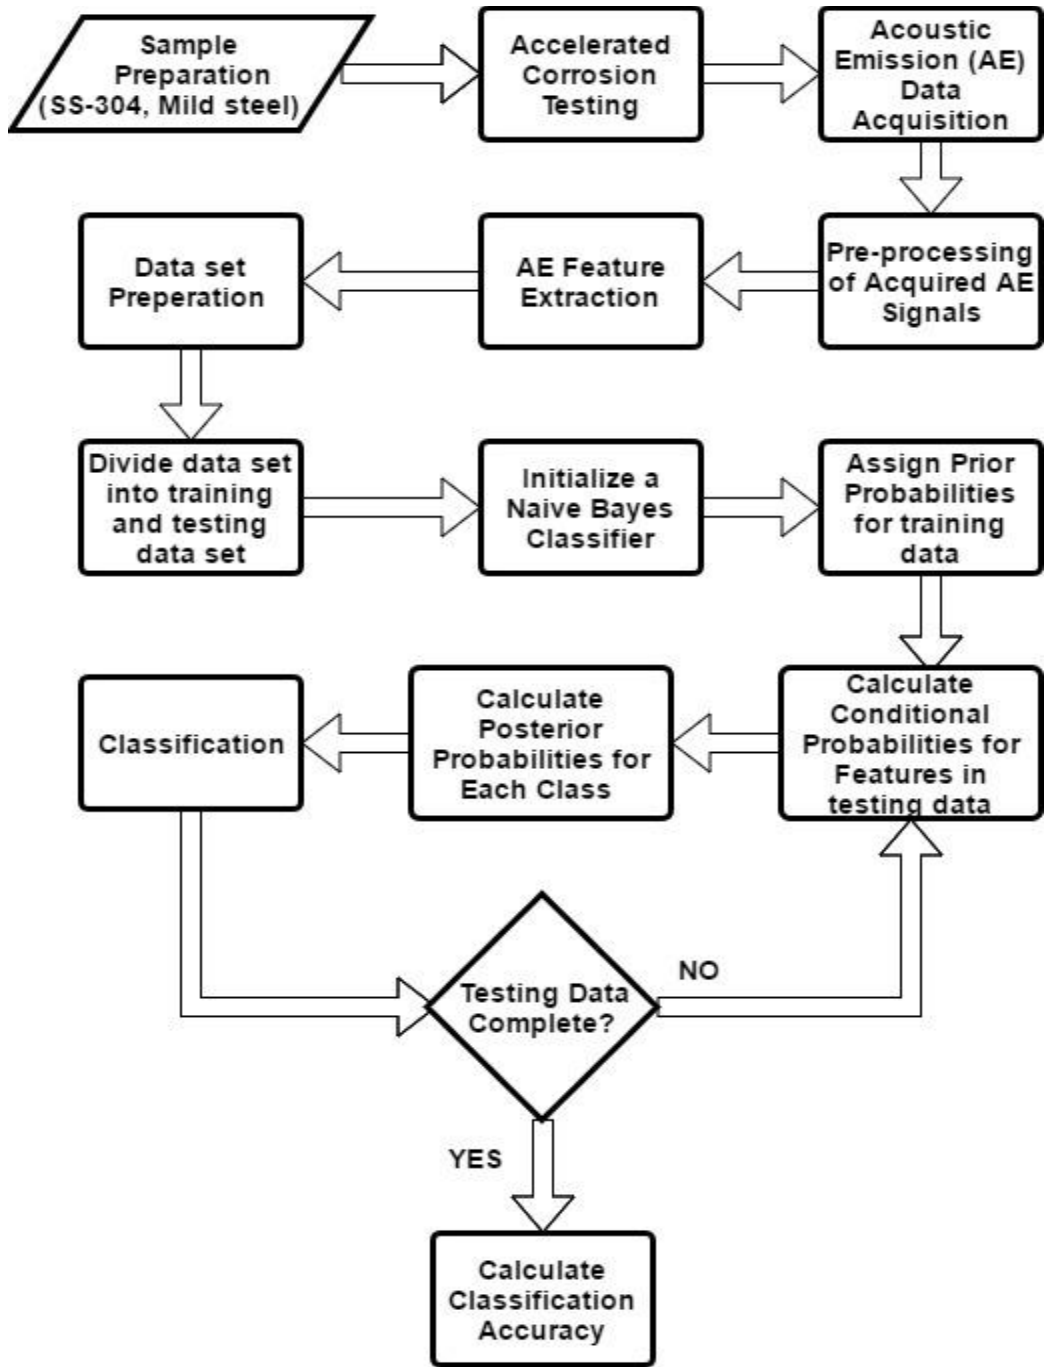 Sample
Preparation
(SS-304, Mild steel)
Accelerated
Corrosion
Testing
Acoustic
Emission (AE)
Data
Acquisition
Pre-processing
of Acquired AE
Signals
AE Feature
Extraction
Data set
Preperation
Divide data set
into training
and testing
data set
Initialize a
Naive Bayes
Classifier
Assign Prior
Probabilities
for training
data
Calculate
Conditional
Probabilities for
Features in
testing data
Calculate
Posterior
Probabilities for
Each Class
Classification
Testing Data
Complete?
NO
YES
Calculate
Classification
Accuracy